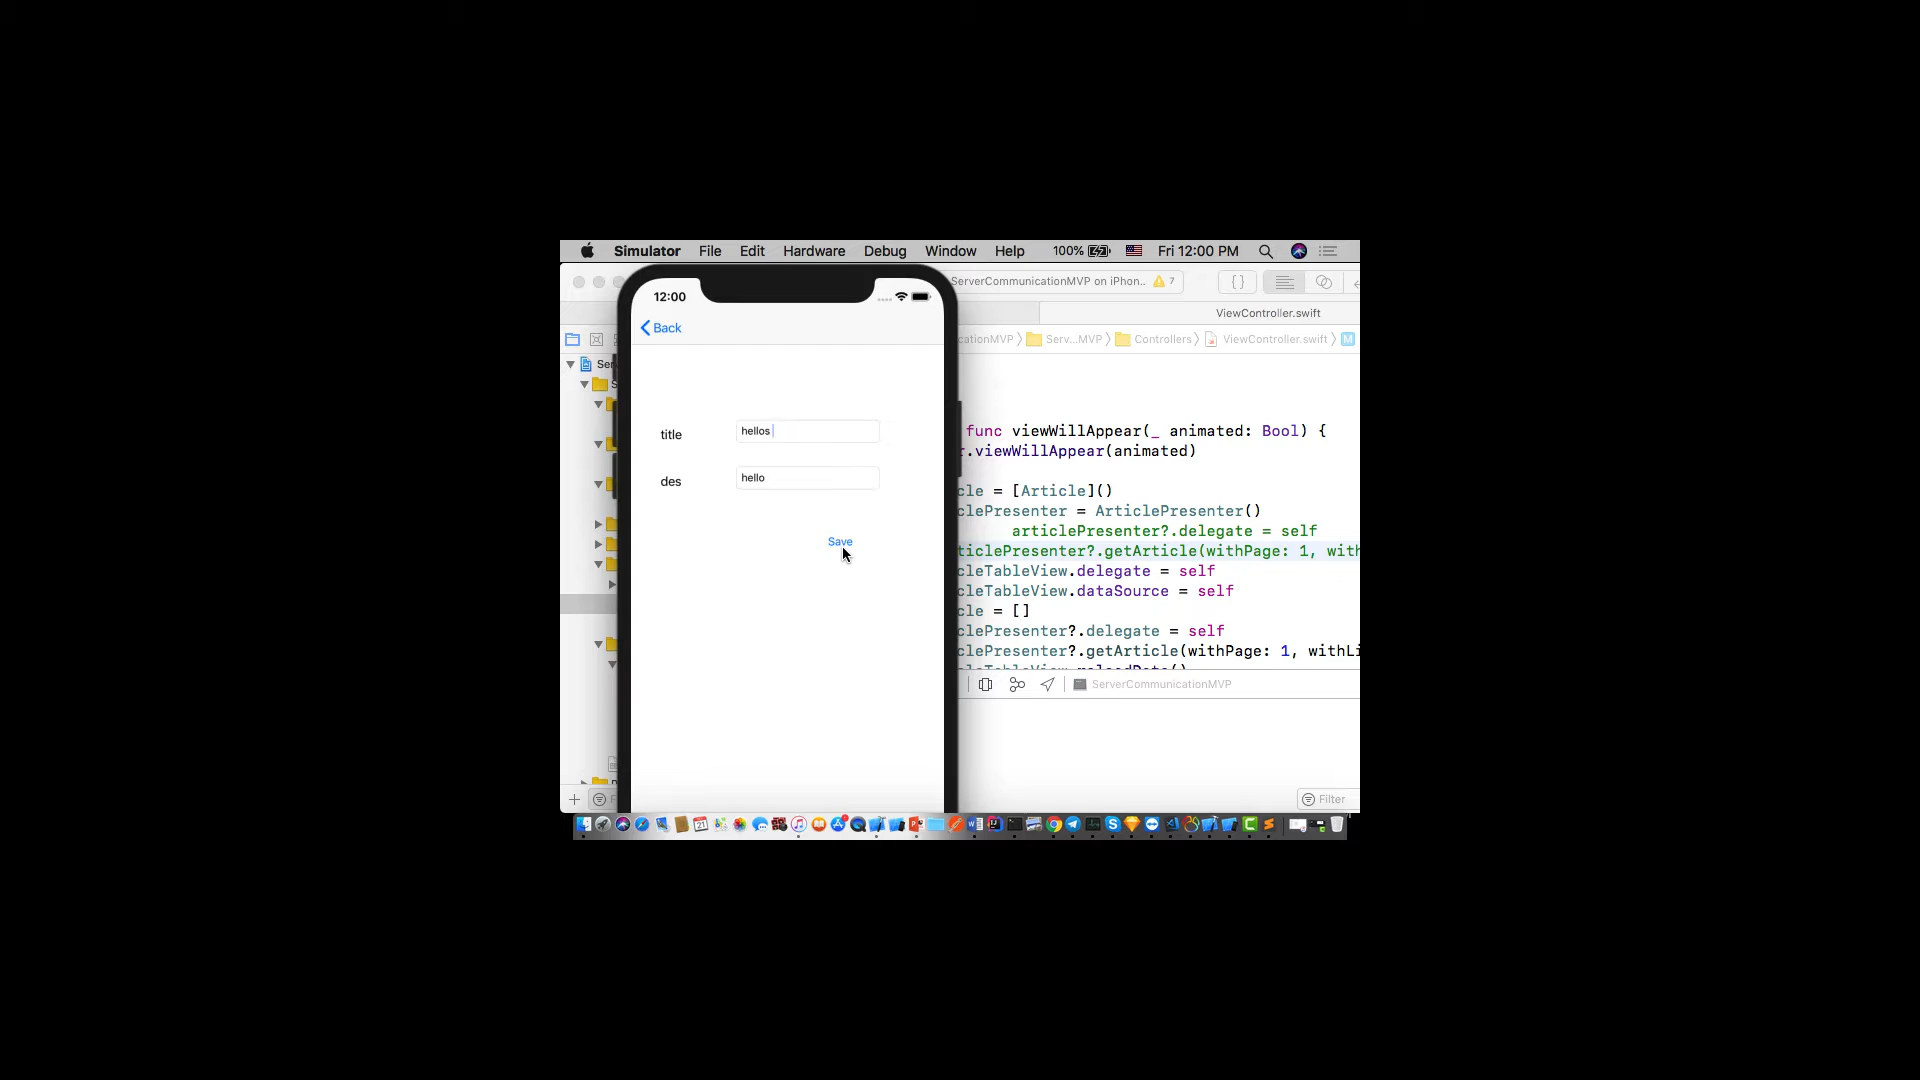 Simulator File Edit Hardware Debug Window Help 100% Fri 12:00 PM
ServerCommunicationMVP on iPhon.. 7
12:00
ViewController.swift
Back
cationMVP Serv...MVP Controllers ViewController.swift M
title hellos
func viewWillAppear(_ animated: Bool) {
r.viewWillAppear(animated)
des hello
cle = [Article]()
clePresenter = ArticlePresenter()
articlePresenter?.delegate = self
Save
ticlePresenter?.getArticle(withPage: 1, with
cleTableView.delegate = self
cleTableView.dataSource = self
cle = []
clePresenter?.delegate = self
clePresenter?.getArticle(withPage: 1, withLi
ServerCommunicationMVP
Filter